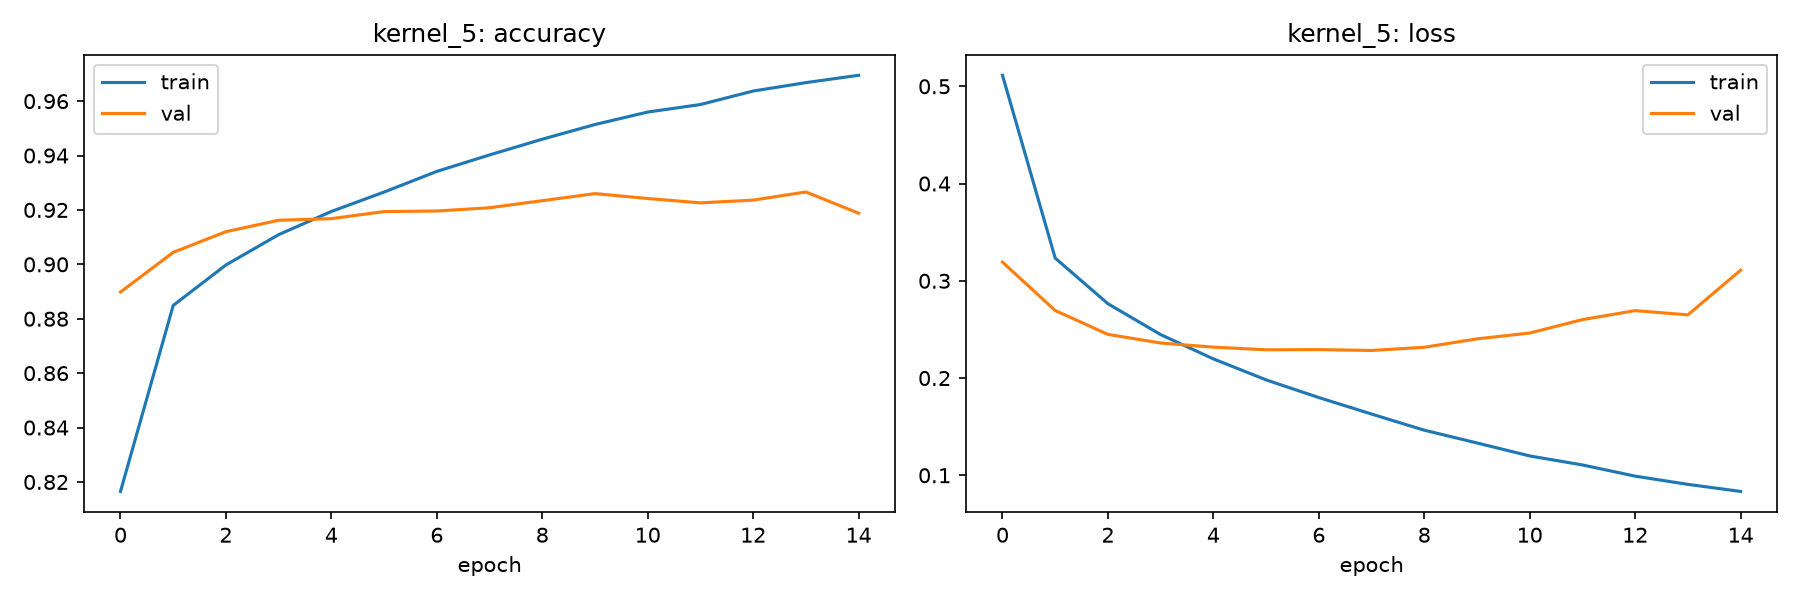 kernel_5: accuracy
train
val
0.96
0.94
0.92
0.90
0.88
0.86
0.84
0.82
0 2 4 6 8 10 12 14
epoch
kernel_5: loss
train
val
0.5
0.4
0.3
0.2
0.1
0 2 4 6 8 10 12 14
epoch